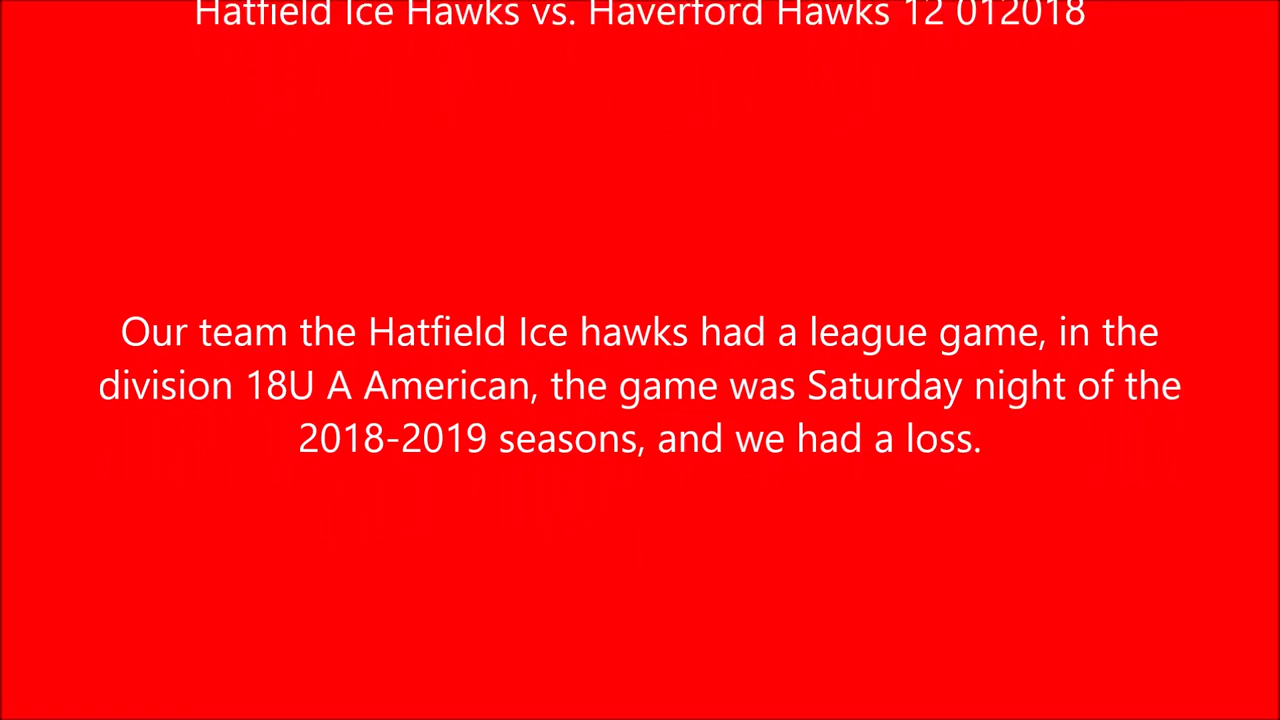 Hatfield Ice Hawks vs. Haverford Hawks 12 012018
Our team the Hatfield Ice hawks had a league game, in the
division 18U A American, the game was Saturday night of the
2018-2019 seasons, and we had a loss.